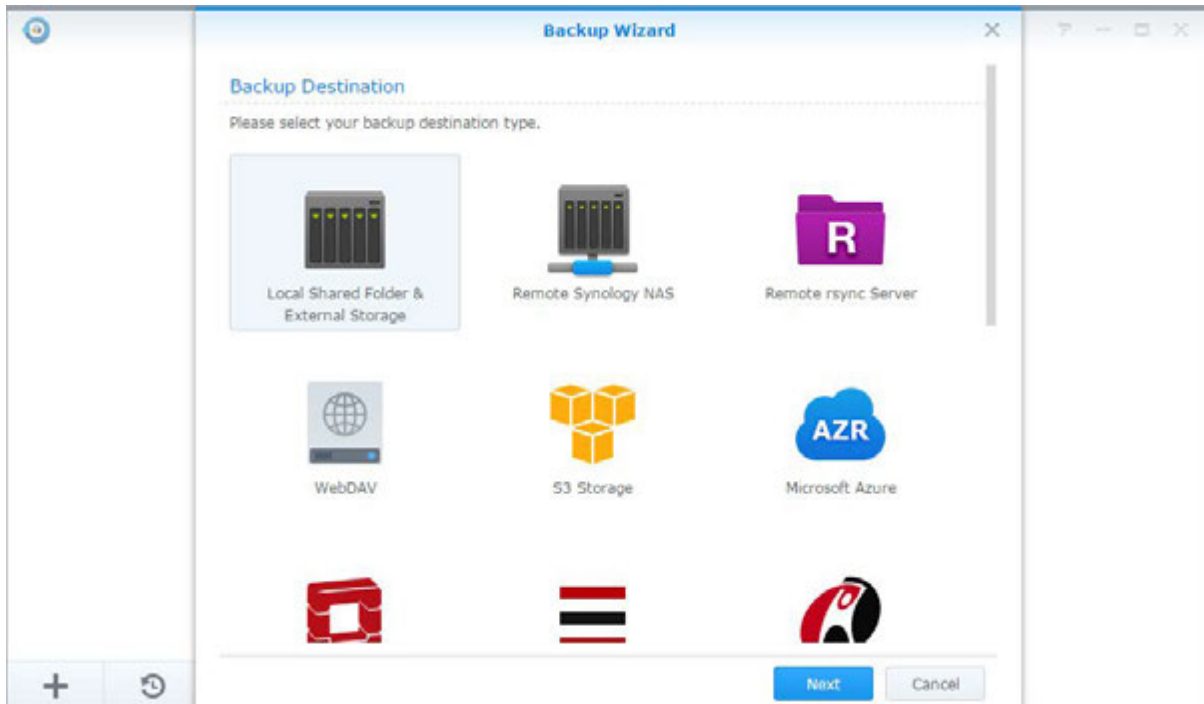 Backup Wizard
Backup Destination
Please select your backup destination type.
R
Local Shared Folder &
External Storage
Remote Synology NAS
Remote rsync Server
AZR
WebDAV
S3 Storage
Microsoft Azure
Next
Cancel